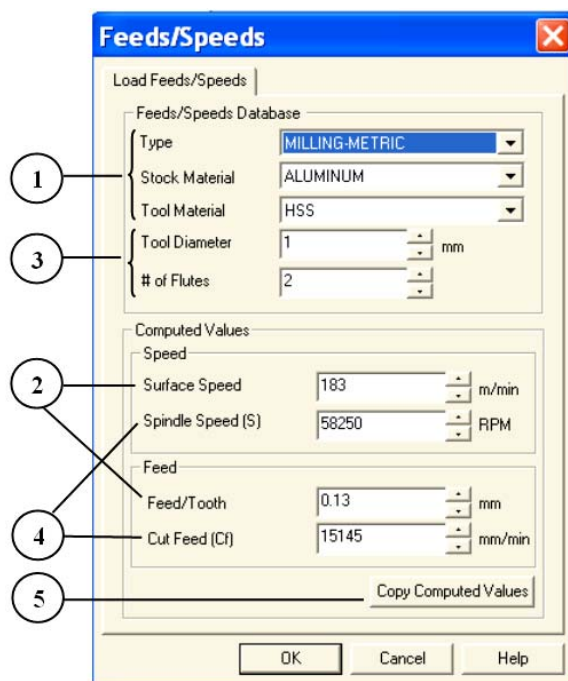 Feeds/Speeds
Load Feeds/Speeds
Feeds/Speeds Database
Type MILLING-METRIC
1
Stock Material ALUMINUM
Tool Material HSS
Tool Diameter 1 mm
3
# of Flutes 2
Computed Values
Speed
2
Surface Speed 183 m/min
Spindle Speed (S) 58250 RPM
Feed
Feed/Tooth 0.13 mm
4
Cut Feed (Cf) 15145 mm/min
5
Copy Computed Values
OK Cancel Help